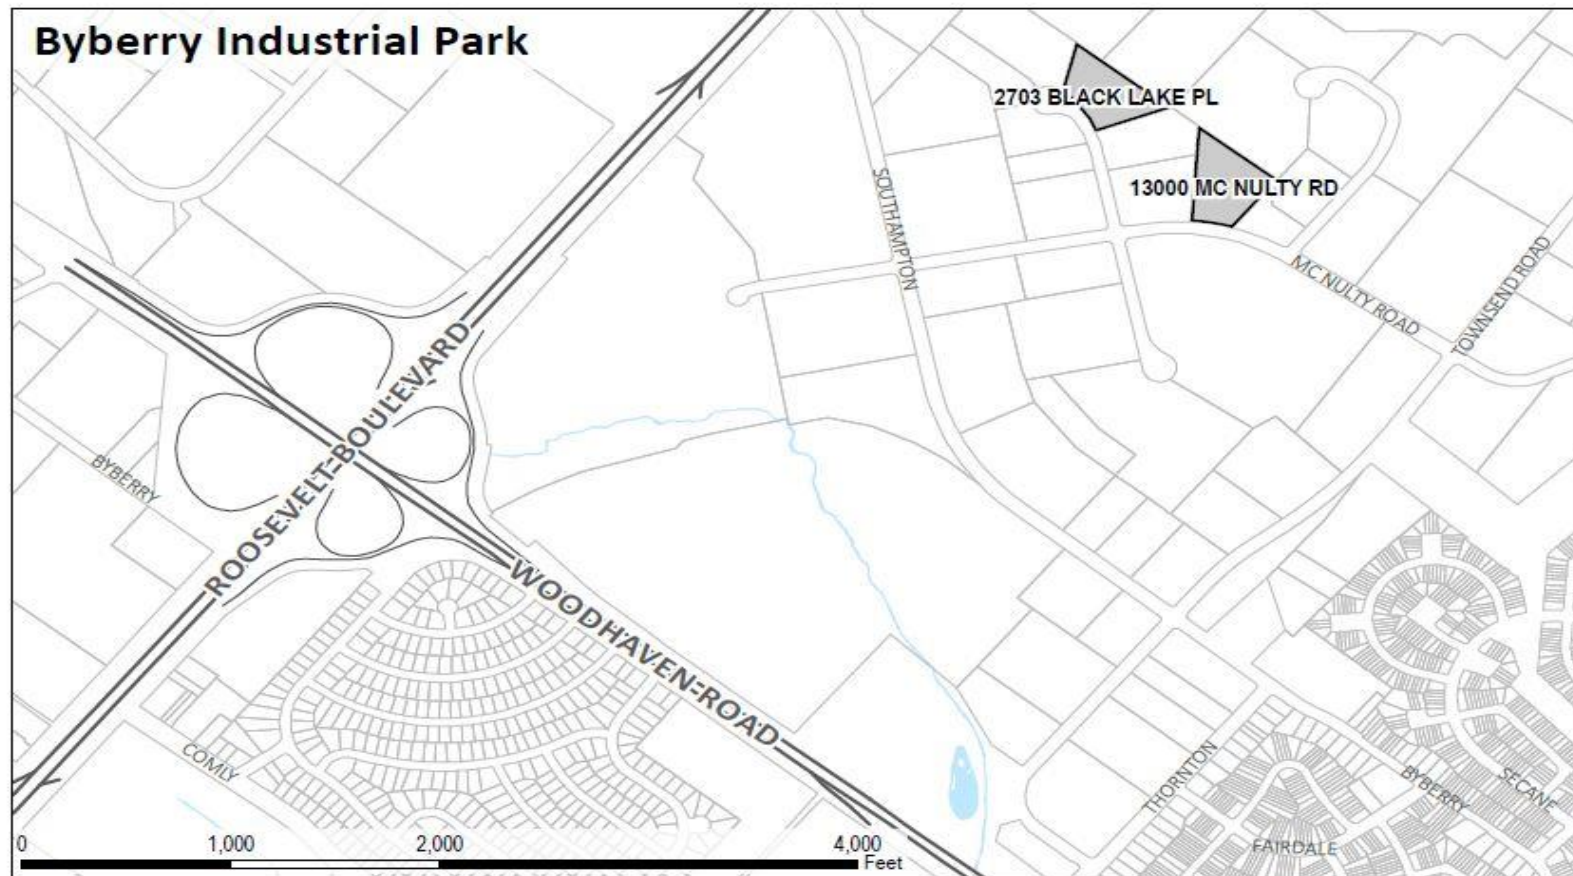 Byberry Industrial Park
2703 BLACK LAKE PL
13000 MC NULTY RD
SOUTHAMPTON
MC NULTY ROAD
TOWNSEND ROAD
ROOSEVELT BOULEVARD
BYBERRY
WOODHAVEN ROAD
COMLY
THORNTON
BYBERRY
SECANE
FAIRDALE
0 1,000 2,000 4,000
Feet